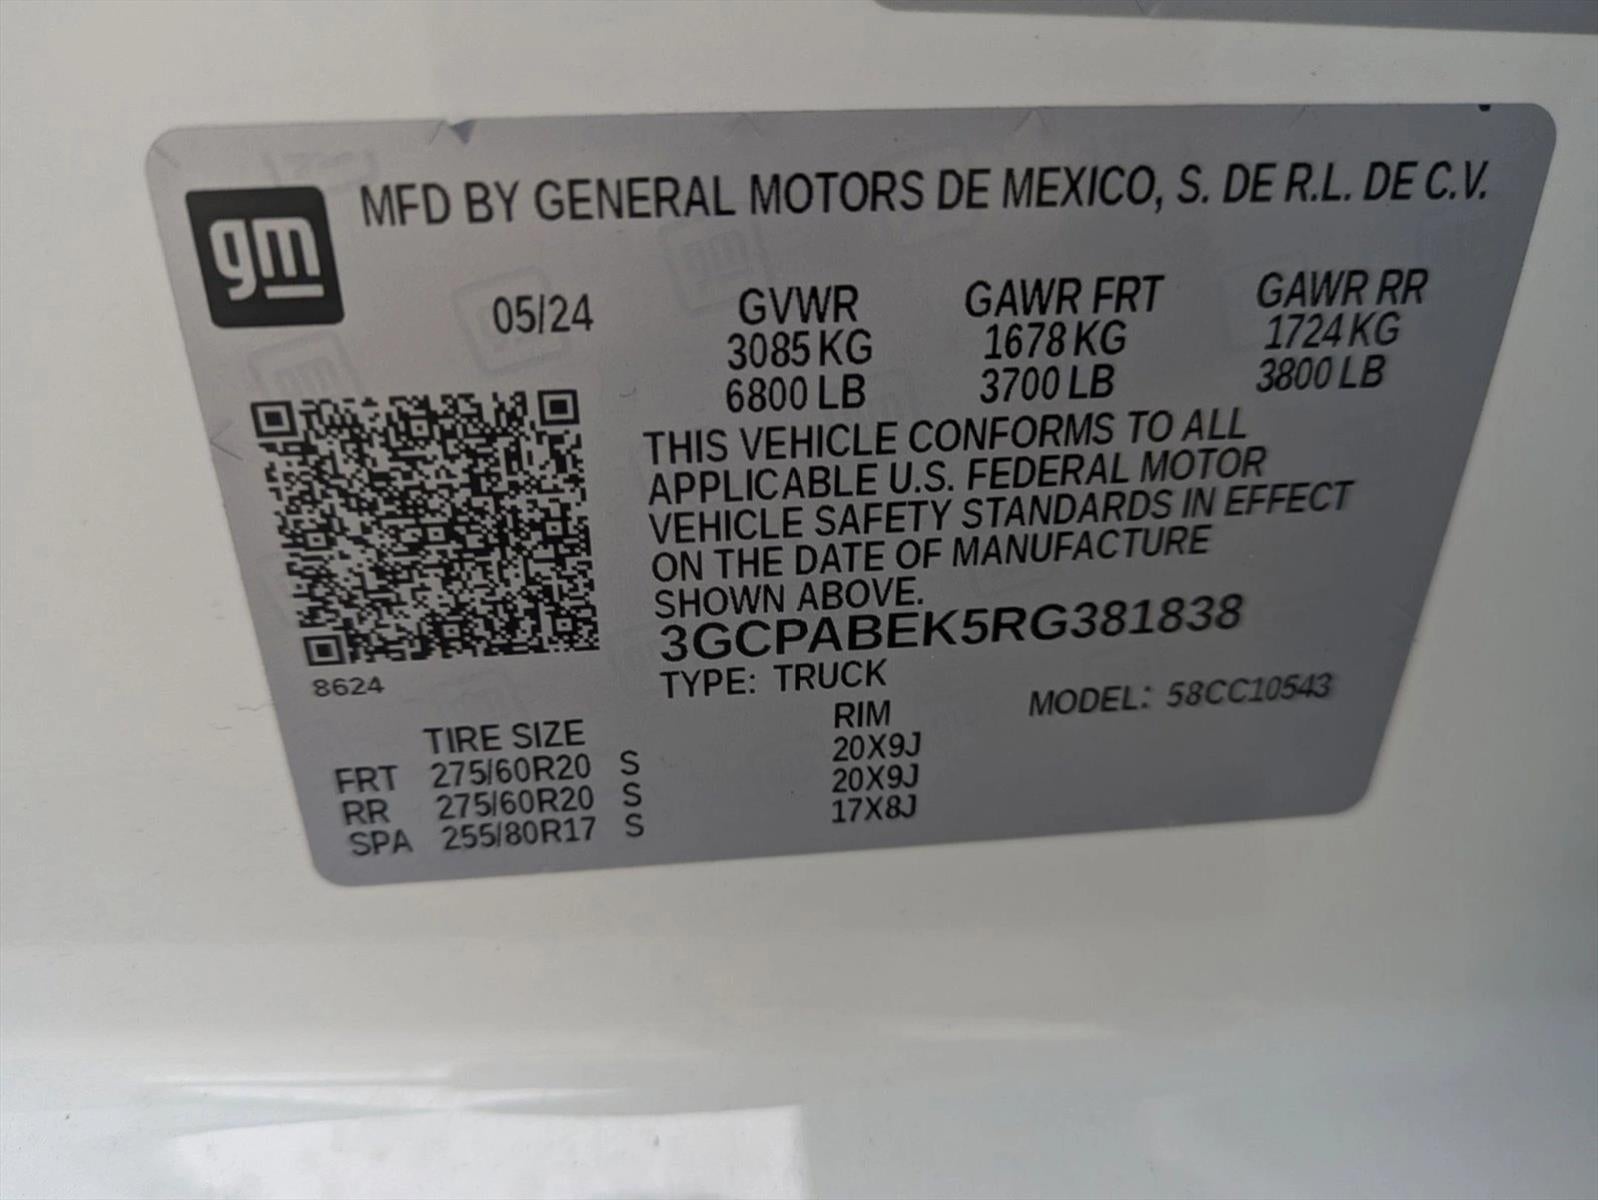 gm
MFD BY GENERAL MOTORS DE MEXICO, S. DE R.L. DE C.V.
05/24 GVWR GAWR FRT GAWR RR
3085 KG 1678 KG 1724 KG
6800 LB 3700 LB 3800 LB
THIS VEHICLE CONFORMS TO ALL
APPLICABLE U.S. FEDERAL MOTOR
VEHICLE SAFETY STANDARDS IN EFFECT
ON THE DATE OF MANUFACTURE
SHOWN ABOVE.
3GCPABEK5RG381838
8624 TYPE: TRUCK MODEL: 58CC10543
TIRE SIZE RIM
FRT 275/60R20 S 20X9J
RR 275/60R20 S 20X9J
SPA 255/80R17 S 17X8J